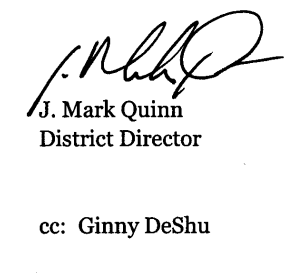 J. Mark Quinn
District Director
cc: Ginny DeShu